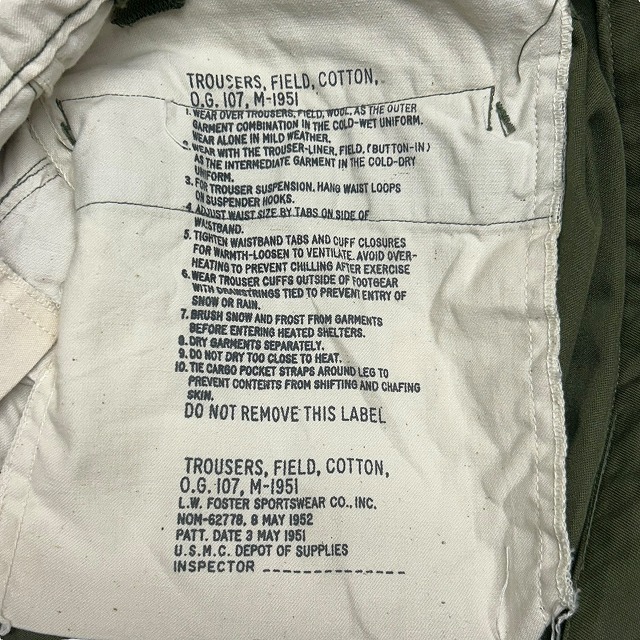 TROUSERS, FIELD, COTTON,
O.G. 107, M-1951
1. WEAR OVER TROUSERS, FIELD, WOOL, AS THE OUTER
GARMENT COMBINATION IN THE COLD-WET UNIFORM.
WEAR ALONE IN MILD WEATHER.
2. WEAR WITH THE TROUSER-LINER, FIELD, (BUTTON-IN)
AS THE INTERMEDIATE GARMENT IN THE COLD-DRY
UNIFORM.
3. FOR TROUSER SUSPENSION, HANG WAIST LOOPS
ON SUSPENDER HOOKS.
4. ADJUST WAIST SIZE BY TABS ON SIDE OF
WAISTBAND.
5. TIGHTEN WAISTBAND TABS AND CUFF CLOSURES
FOR WARMTH-LOOSEN TO VENTILATE. AVOID OVER-
HEATING TO PREVENT CHILLING AFTER EXERCISE
6. WEAR TROUSER CUFFS OUTSIDE OF FOOTGEAR
WITH DRAWSTRINGS TIED TO PREVENT ENTRY OF
SNOW OR RAIN.
7. BRUSH SNOW AND FROST FROM GARMENTS
BEFORE ENTERING HEATED SHELTERS.
8. DRY GARMENTS SEPARATELY.
9. DO NOT DRY TOO CLOSE TO HEAT.
10. TIE CARGO POCKET STRAPS AROUND LEG TO
PREVENT CONTENTS FROM SHIFTING AND CHAFING
SKIN.
DO NOT REMOVE THIS LABEL
TROUSERS, FIELD, COTTON,
O.G. 107, M-1951
L.W. FOSTER SPORTSWEAR CO., INC.
NOM-62778, 8 MAY 1952
PATT. DATE 3 MAY 1951
U.S.M.C. DEPOT OF SUPPLIES
INSPECTOR